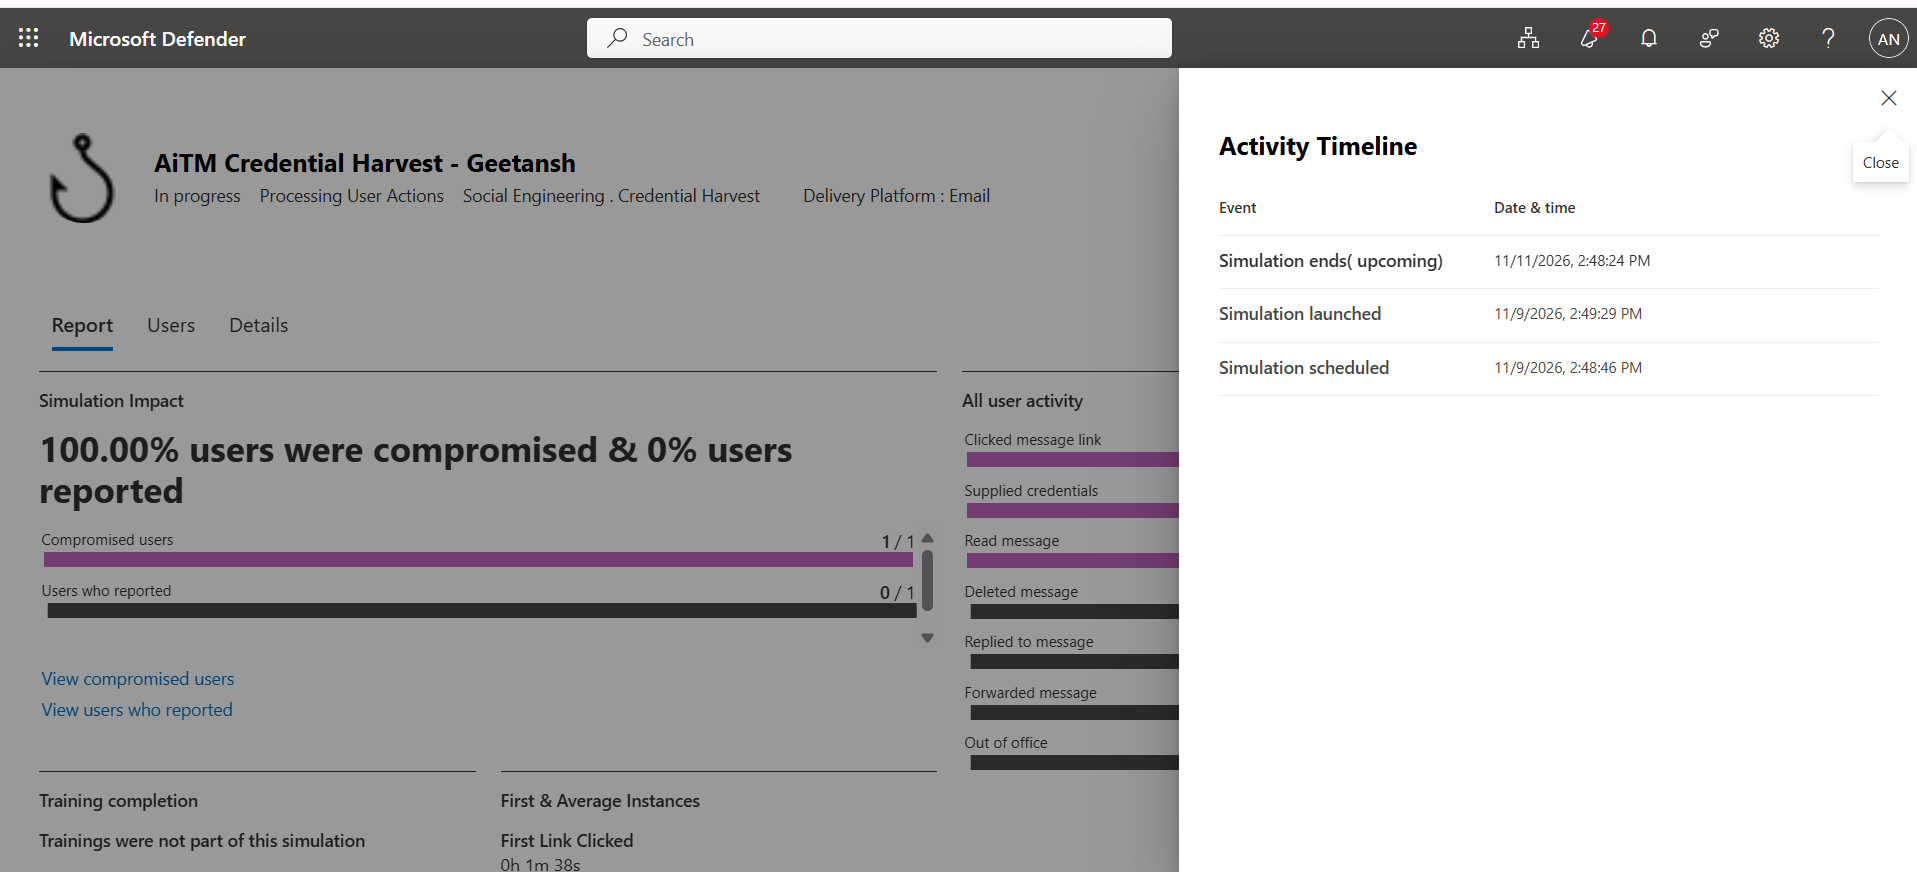 Microsoft Defender
Search
27
AN
AiTM Credential Harvest - Geetansh
In progress Processing User Actions Social Engineering . Credential Harvest Delivery Platform : Email
Report Users Details
Simulation Impact
100.00% users were compromised & 0% users
reported
Compromised users 1 / 1
Users who reported 0 / 1
View compromised users
View users who reported
All user activity
Clicked message link
Supplied credentials
Read message
Deleted message
Replied to message
Forwarded message
Out of office
Training completion
Trainings were not part of this simulation
First & Average Instances
First Link Clicked
0h 1m 38s
Close
Activity Timeline
Event Date & time
Simulation ends( upcoming) 11/11/2026, 2:48:24 PM
Simulation launched 11/9/2026, 2:49:29 PM
Simulation scheduled 11/9/2026, 2:48:46 PM